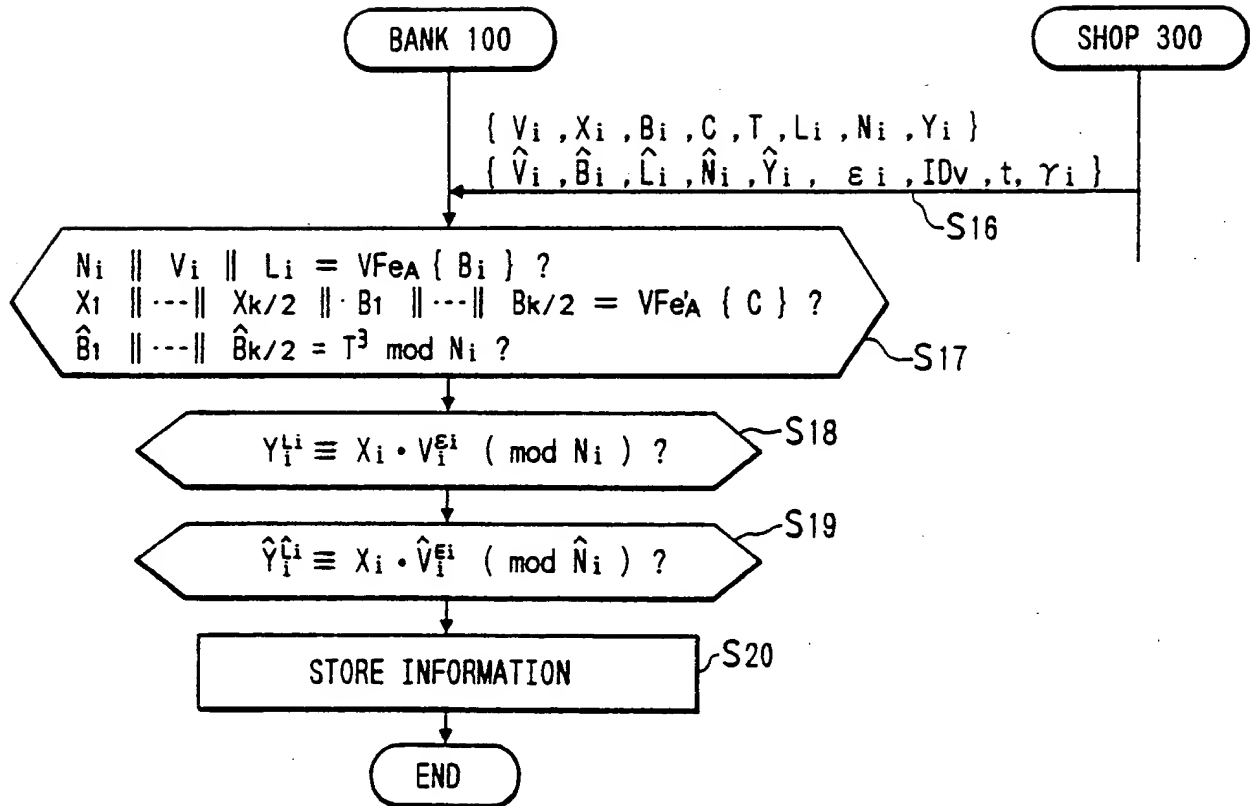 BANK 100
SHOP 300
{ Vi , Xi , Bi , C , T , Li , Ni , Yi }
{ V̂i , B̂i , L̂i , N̂i , Ŷi , εi , IDv , t , γi }
S16
Ni ‖ Vi ‖ Li = VFeA { Bi } ?
X1 ‖ ･--‖ Xk/2 ‖ · B1 ‖ ･--‖ Bk/2 = VFe'A { C } ?
B̂1 ‖ ･--‖ B̂k/2 = T³ mod Ni ?
S17
Yi^Li ≡ Xi • Vi^εi ( mod Ni ) ?
S18
Ŷi^L̂i ≡ Xi • V̂i^εi ( mod N̂i ) ?
S19
STORE INFORMATION
S20
END